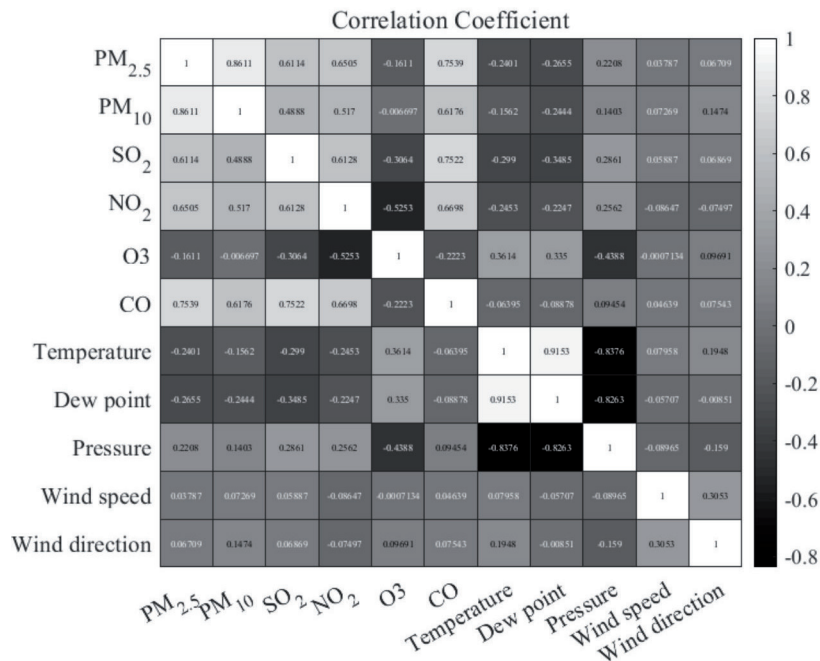 Correlation Coefficient
PM2.5 1 0.8611 0.6114 0.6505 -0.1611 0.7539 -0.2401 -0.2655 0.2208 0.03787 0.06709
PM10 0.8611 1 0.4888 0.517 -0.006697 0.6176 -0.1562 -0.2444 0.1403 0.07269 0.1474
SO2 0.6114 0.4888 1 0.6128 -0.3064 0.7522 -0.299 -0.3485 0.2861 0.05887 0.06869
NO2 0.6505 0.517 0.6128 1 -0.5253 0.6698 -0.2453 -0.2247 0.2562 -0.08647 -0.07497
O3 -0.1611 -0.006697 -0.3064 -0.5253 1 -0.2223 0.3614 0.335 -0.4388 -0.0007134 0.09691
CO 0.7539 0.6176 0.7522 0.6698 -0.2223 1 -0.06395 -0.08878 0.09454 0.04639 0.07543
Temperature -0.2401 -0.1562 -0.299 -0.2453 0.3614 -0.06395 1 0.9153 -0.8376 0.07958 0.1948
Dew point -0.2655 -0.2444 -0.3485 -0.2247 0.335 -0.08878 0.9153 1 -0.8263 -0.05707 -0.00851
Pressure 0.2208 0.1403 0.2861 0.2562 -0.4388 0.09454 -0.8376 -0.8263 1 -0.08965 -0.159
Wind speed 0.03787 0.07269 0.05887 -0.08647 -0.0007134 0.04639 0.07958 -0.05707 -0.08965 1 0.3053
Wind direction 0.06709 0.1474 0.06869 -0.07497 0.09691 0.07543 0.1948 -0.00851 -0.159 0.3053 1
PM2.5 PM10 SO2 NO2 O3 CO Temperature Dew point Pressure Wind speed Wind direction
1
0.8
0.6
0.4
0.2
0
-0.2
-0.4
-0.6
-0.8